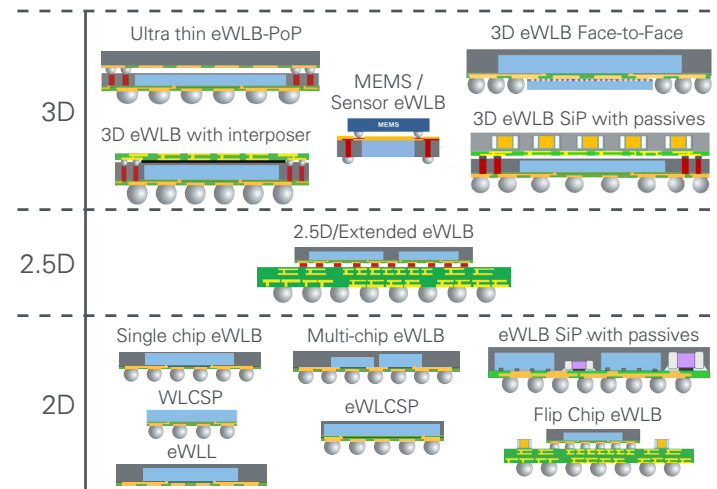 3D
Ultra thin eWLB-PoP
3D eWLB Face-to-Face
MEMS /
Sensor eWLB
MEMS
3D eWLB with interposer
3D eWLB SiP with passives
2.5D
2.5D/Extended eWLB
2D
Single chip eWLB
Multi-chip eWLB
eWLB SiP with passives
WLCSP
eWLCSP
Flip Chip eWLB
eWLL